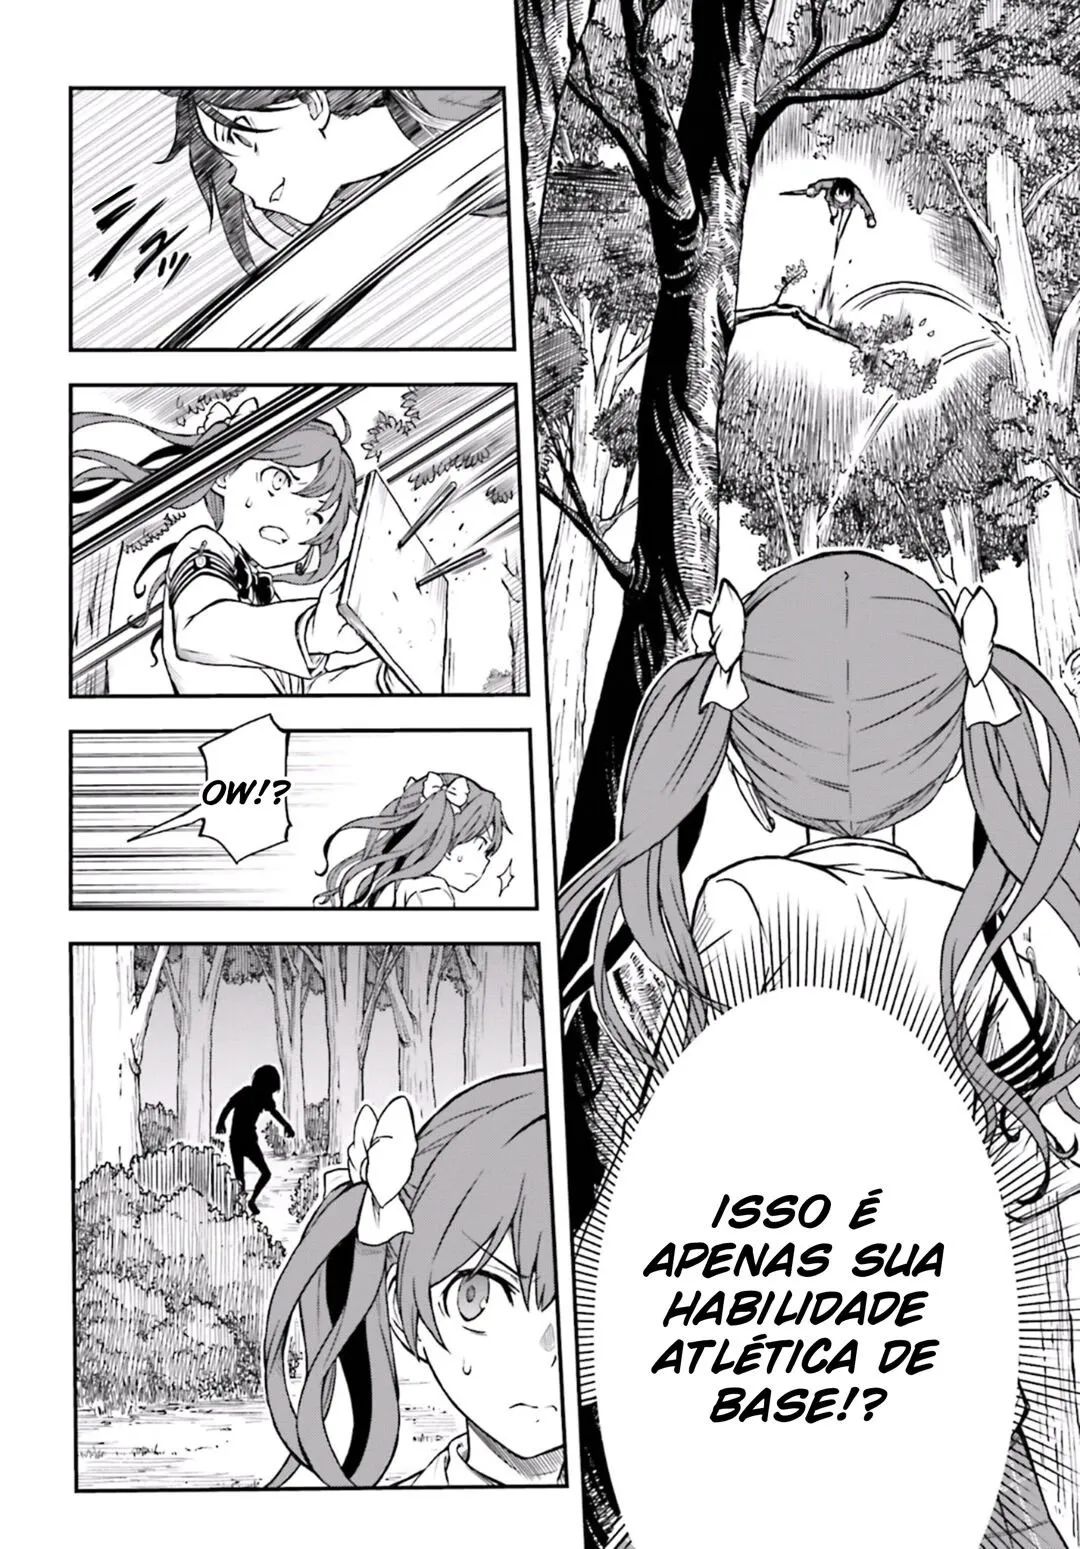 ISSO É
APENAS SUA
HABILIDADE
ATLÉTICA DE
BASE!?
OW!?